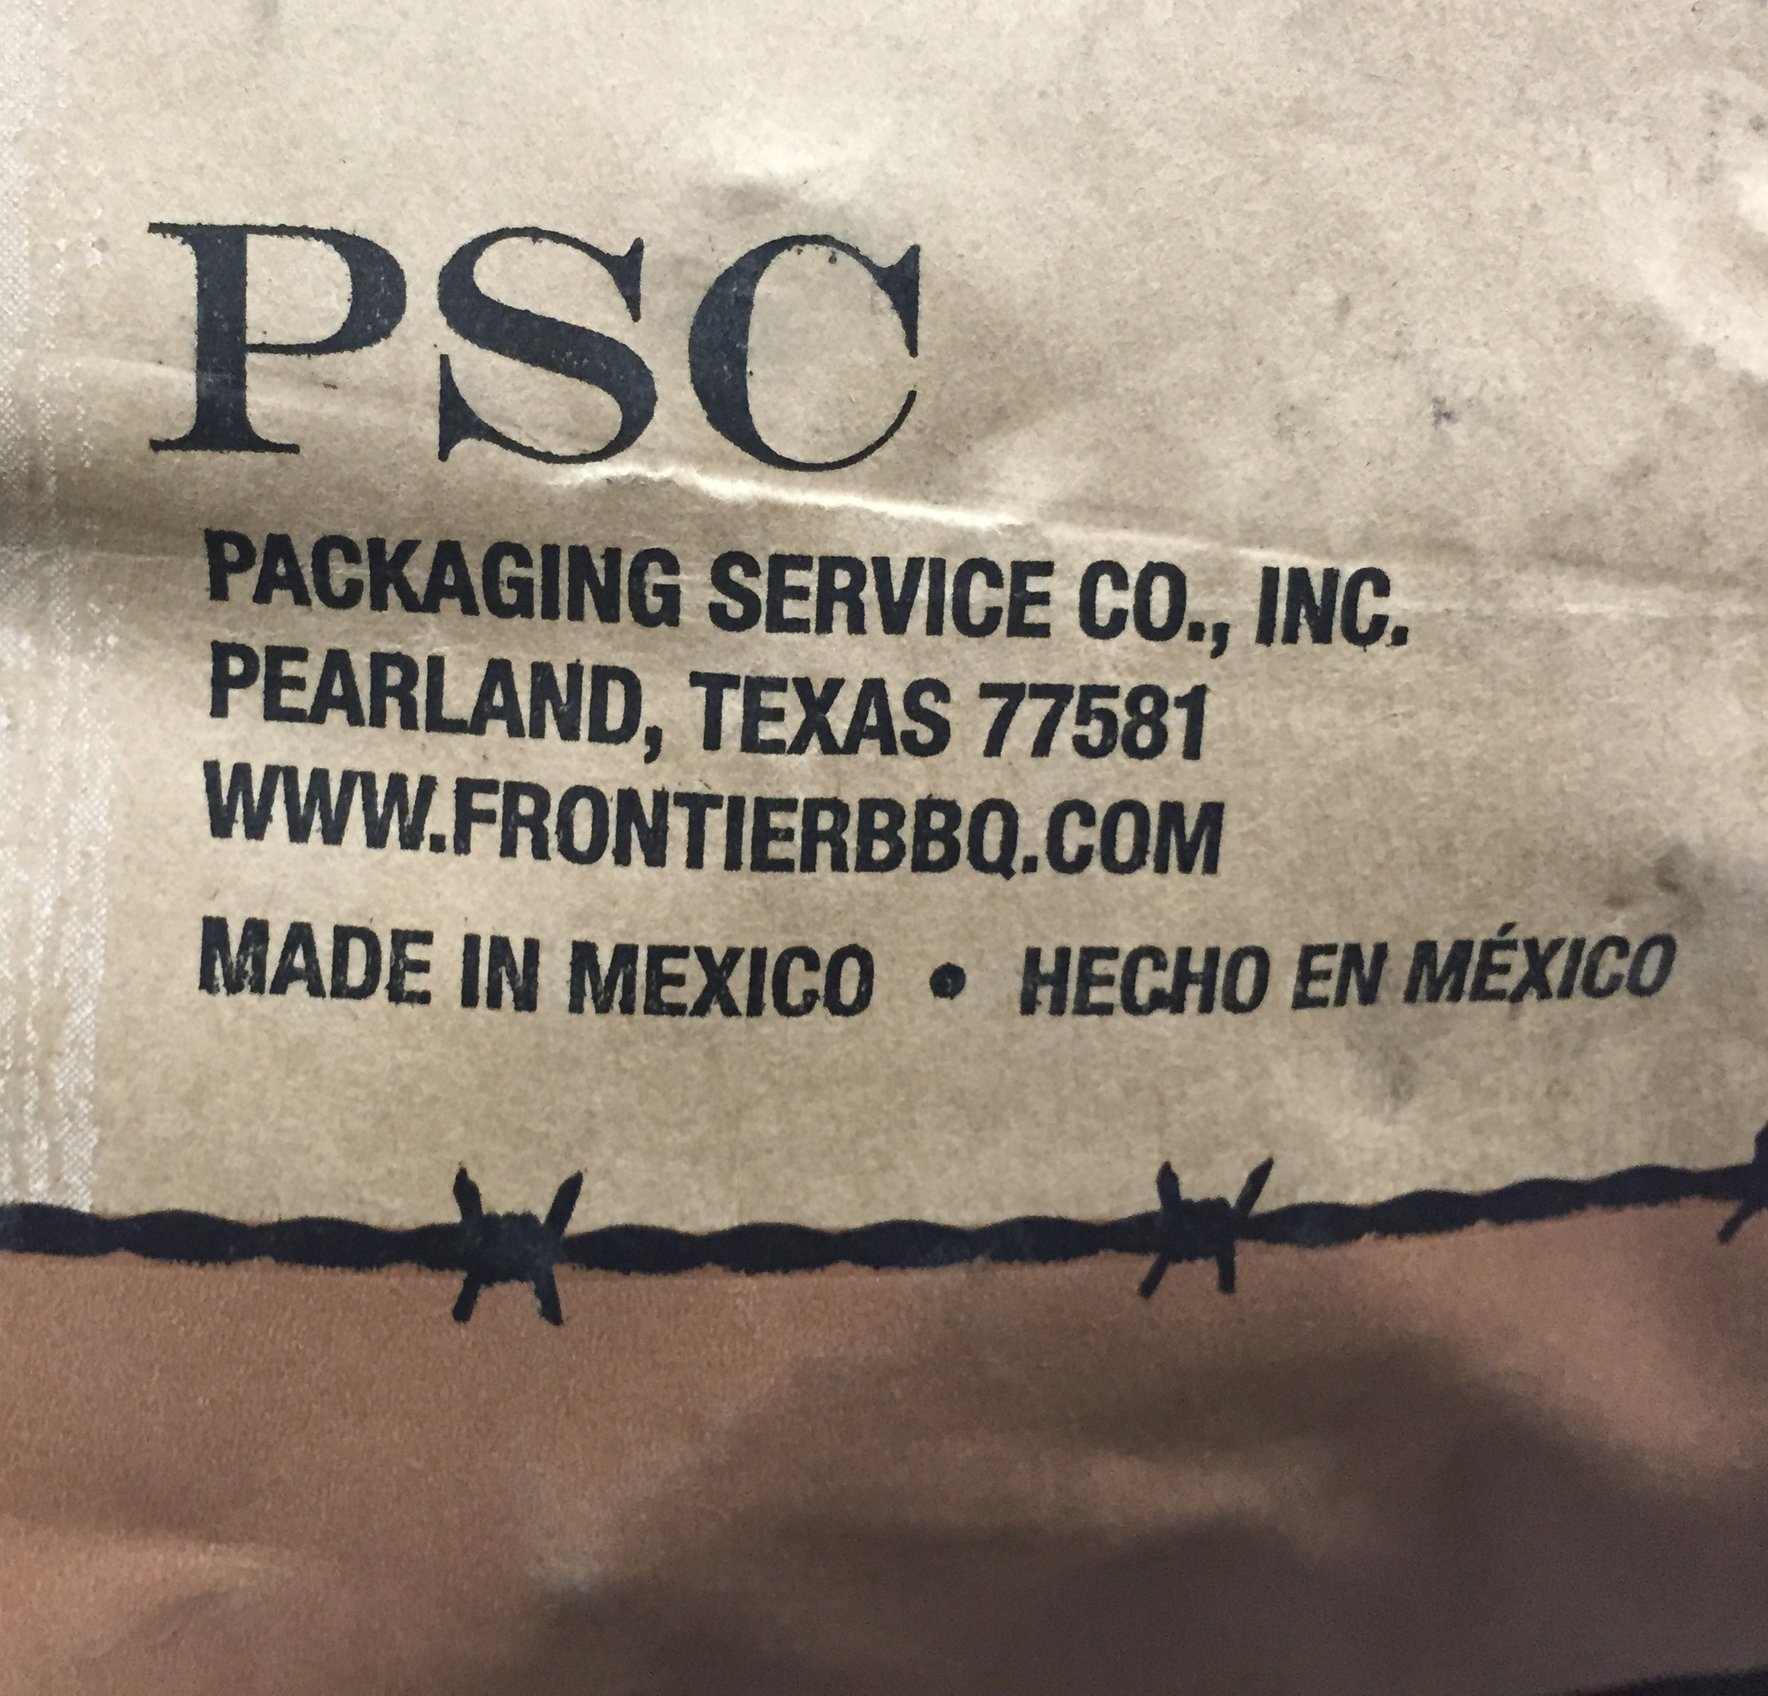 PSC
PACKAGING SERVICE CO., INC.
PEARLAND, TEXAS 77581
WWW.FRONTIERBBQ.COM
MADE IN MEXICO • HECHO EN MÉXICO